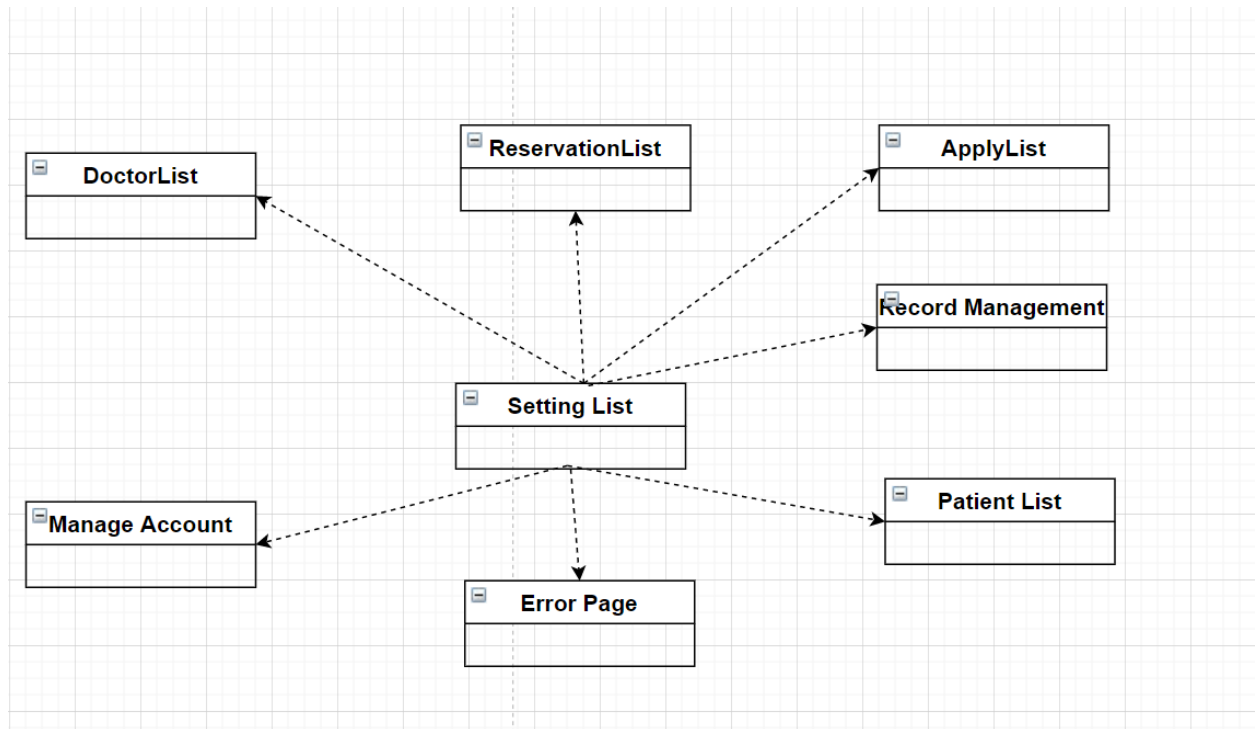 ReservationList
ApplyList
DoctorList
Record Management
Setting List
Patient List
Manage Account
Error Page